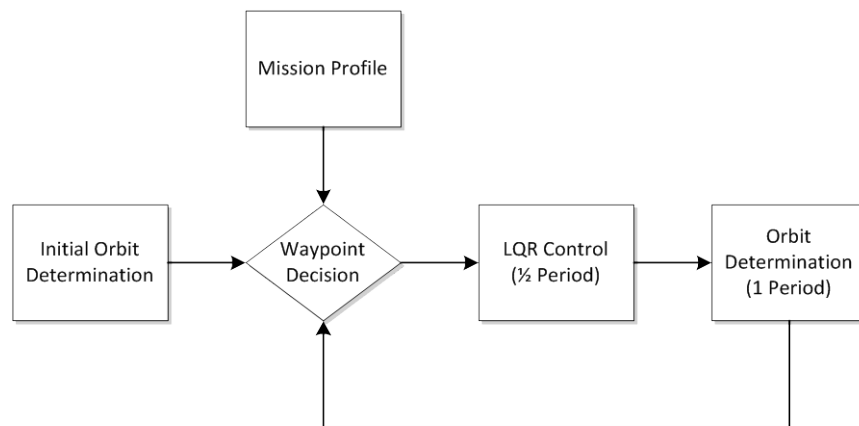 Mission Profile
Initial Orbit
Determination
Waypoint
Decision
LQR Control
(½ Period)
Orbit
Determination
(1 Period)